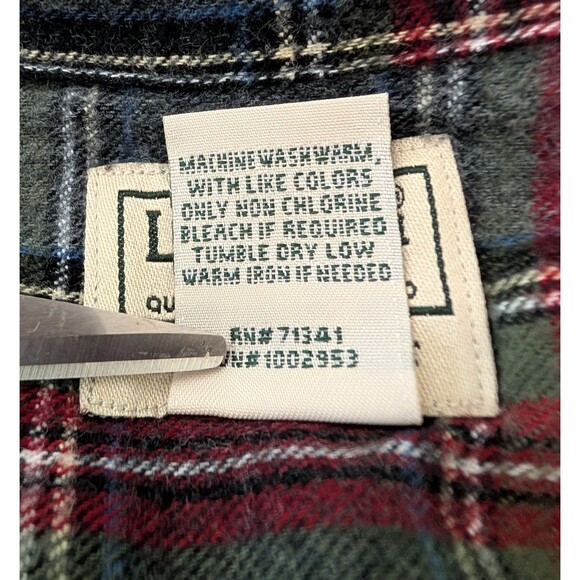 MACHINE WASH WARM,
WITH LIKE COLORS
ONLY NON CHLORINE
BLEACH IF REQUIRED
TUMBLE DRY LOW
WARM IRON IF NEEDED
RN# 71341
N#1002953
L
®
QU